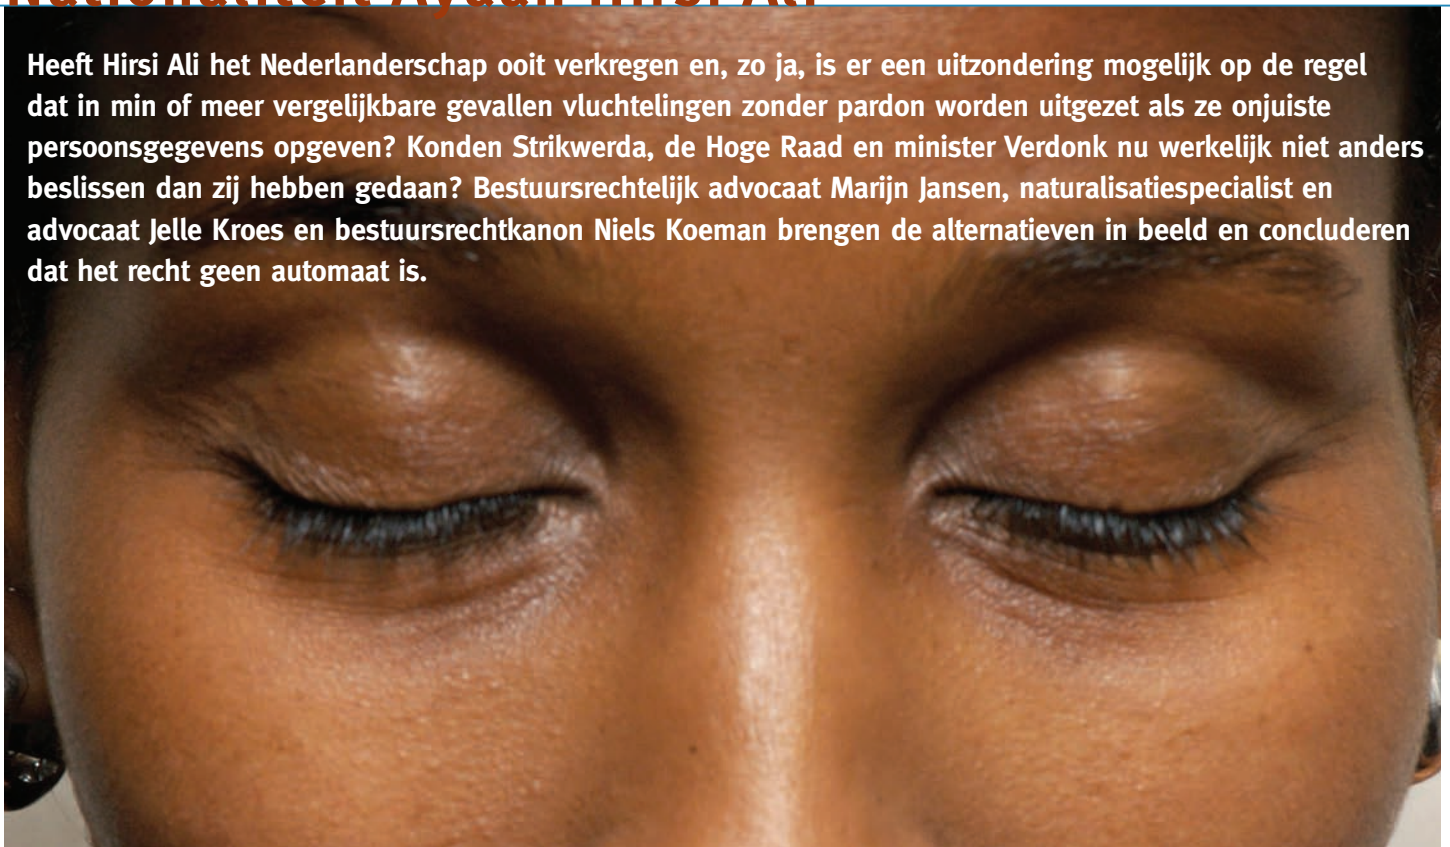 Nationaliteit Ayaan Hirsi Ali
Heeft Hirsi Ali het Nederlanderschap ooit verkregen en, zo ja, is er een uitzondering mogelijk op de regel
dat in min of meer vergelijkbare gevallen vluchtelingen zonder pardon worden uitgezet als ze onjuiste
persoonsgegevens opgeven? Konden Strikwerda, de Hoge Raad en minister Verdonk nu werkelijk niet anders
beslissen dan zij hebben gedaan? Bestuursrechtelijk advocaat Marijn Jansen, naturalisatiespecialist en
advocaat Jelle Kroes en bestuursrechtkanon Niels Koeman brengen de alternatieven in beeld en concluderen
dat het recht geen automaat is.